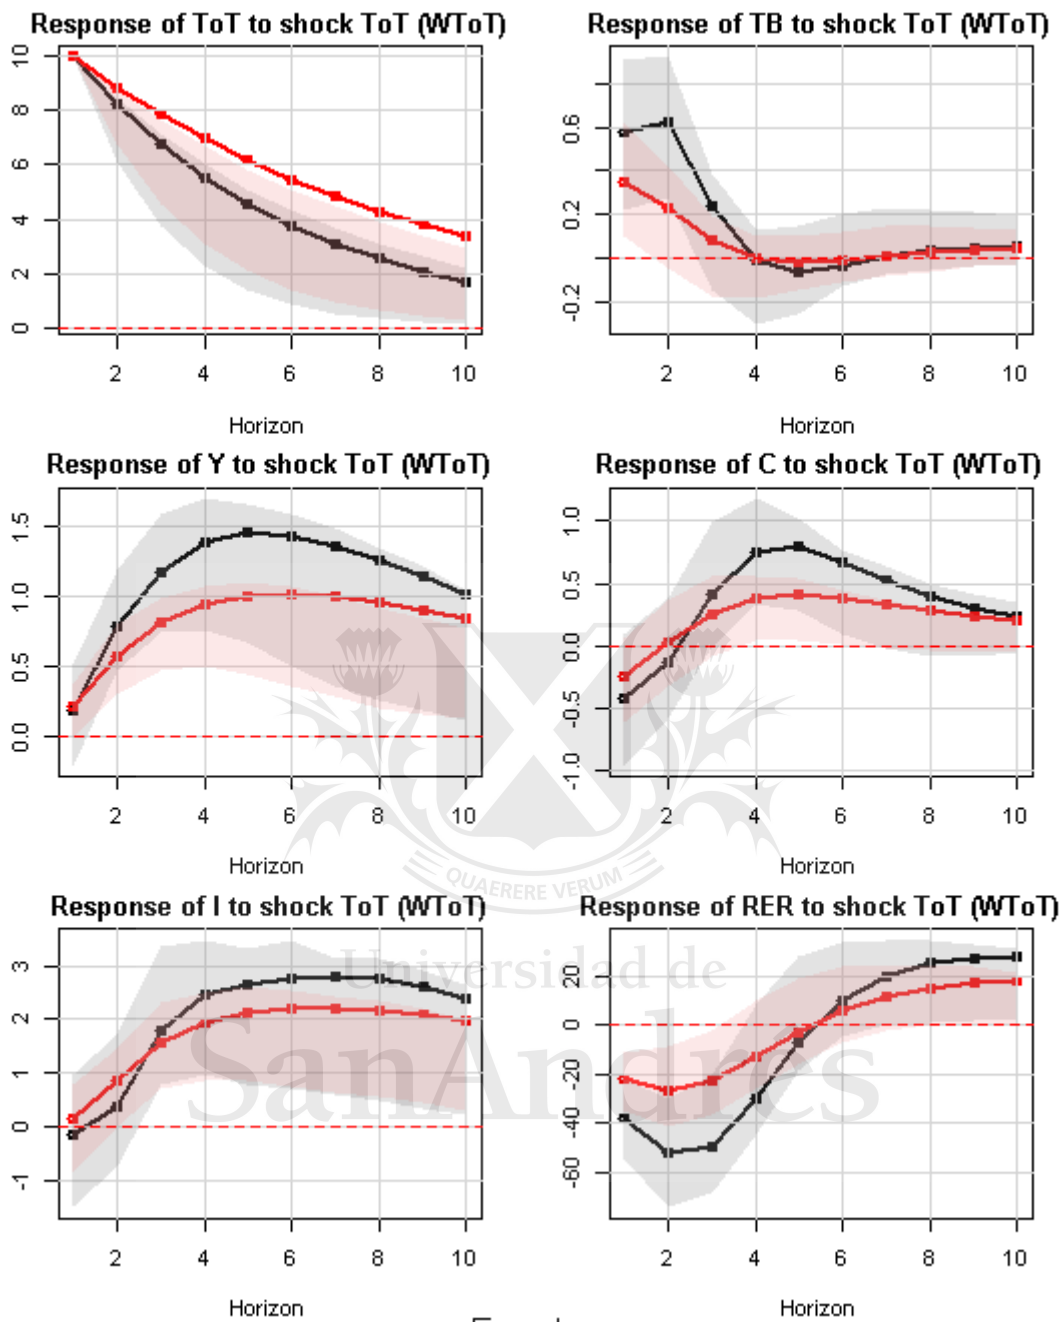 Response of ToT to shock ToT (WToT) Response of TB to shock ToT (WToT)
10
8
6
4
2
0
2 4 6 8 10
Horizon
0.6
0.2
-0.2
2 4 6 8 10
Horizon
Response of Y to shock ToT (WToT) Response of C to shock ToT (WToT)
1.5
1.0
0.5
0.0
2 4 6 8 10
Horizon
1.0
0.5
0.0
-0.5
-1.0
2 4 6 8 10
Horizon
QUAERERE VERUM
Response of I to shock ToT (WToT) Response of RER to shock ToT (WToT)
3
2
1
0
-1
2 4 6 8 10
Horizon
20
0
-20
-40
-60
2 4 6 8 10
Horizon
Universidad de
SanAndres